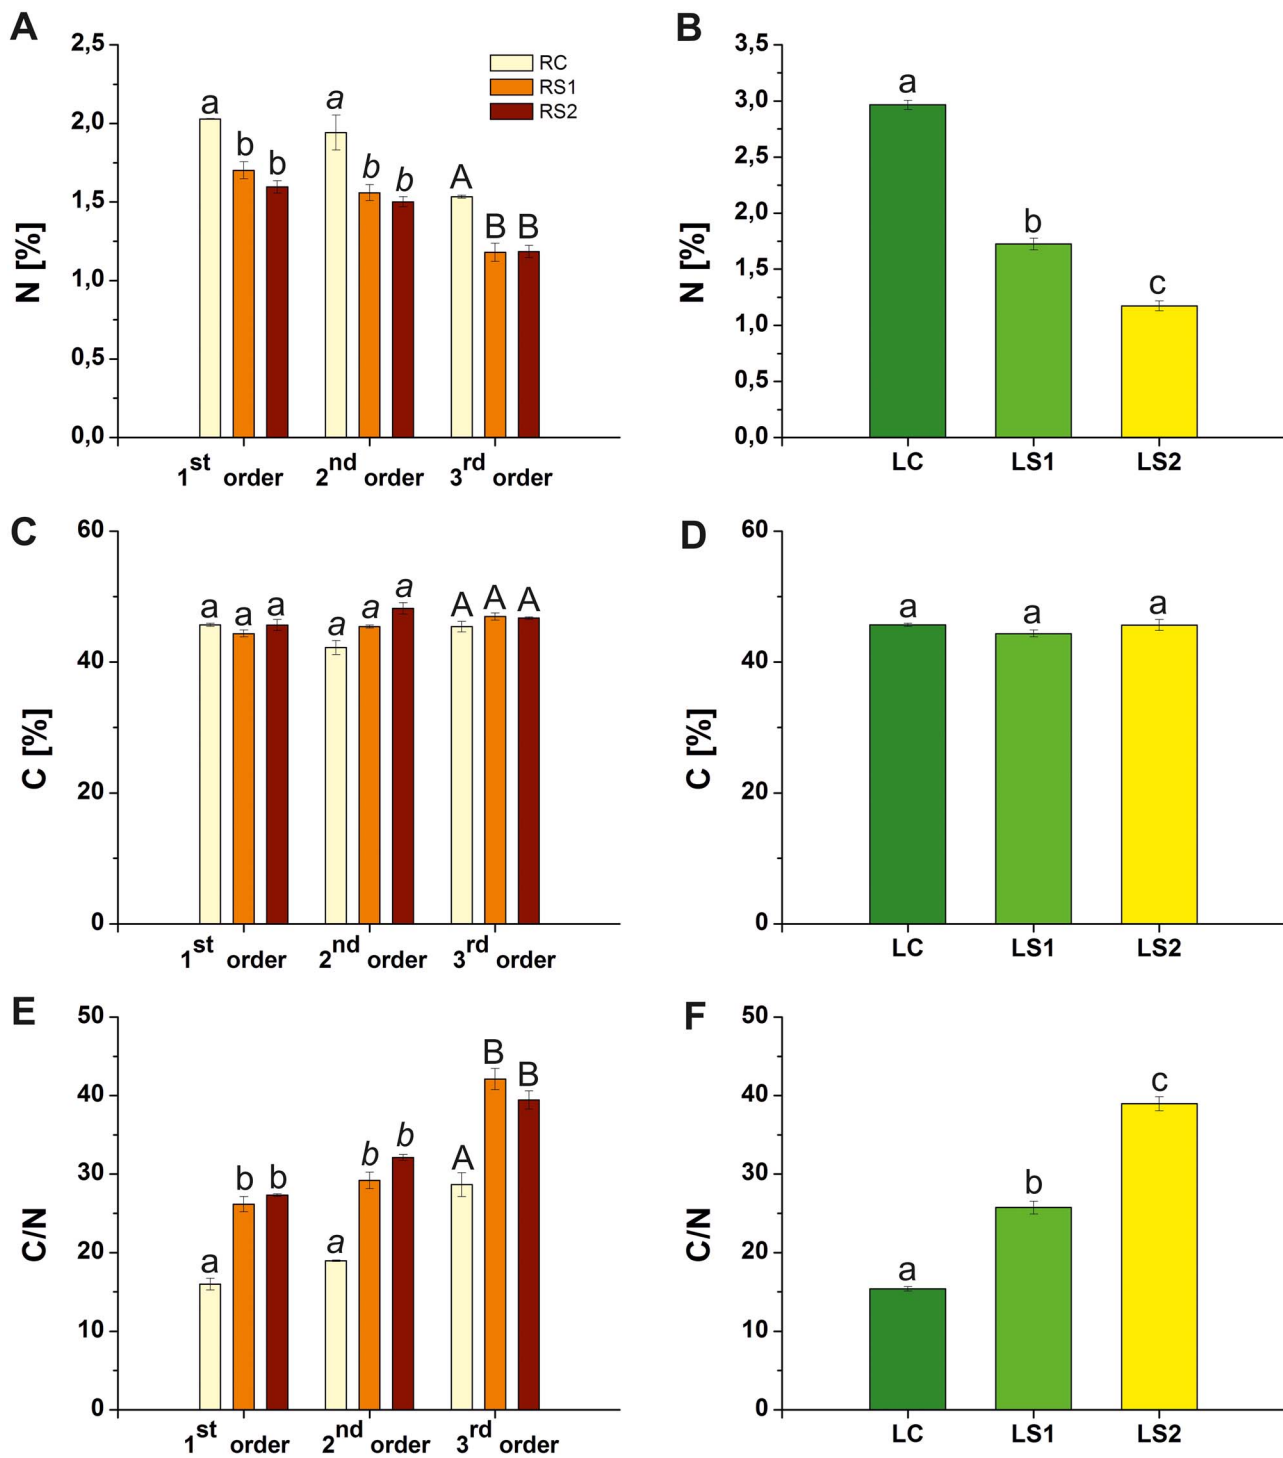 A
2,5
2,0
1,5
1,0
0,5
0,0
N [%]
RC
RS1
RS2
a b b
a b b
A B B
1st order 2nd order 3rd order
B
3,5
3,0
2,5
2,0
1,5
1,0
0,5
0,0
N [%]
a b c
LC LS1 LS2
C
60
40
20
0
C [%]
a a a
a a a
A A A
1st order 2nd order 3rd order
D
60
40
20
0
C [%]
a a a
LC LS1 LS2
E
50
40
30
20
10
0
C/N
a b b
a b b
A B B
1st order 2nd order 3rd order
F
50
40
30
20
10
0
C/N
a b c
LC LS1 LS2